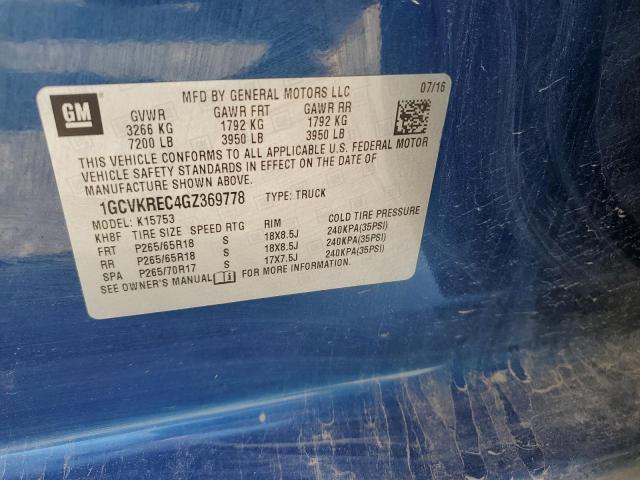 GM
MFD BY GENERAL MOTORS LLC 07/16
GVWR GAWR FRT GAWR RR
3266 KG 1792 KG 1792 KG
7200 LB 3950 LB 3950 LB
THIS VEHICLE CONFORMS TO ALL APPLICABLE U.S. FEDERAL MOTOR
VEHICLE SAFETY STANDARDS IN EFFECT ON THE DATE OF
MANUFACTURE SHOWN ABOVE.
1GCVKREC4GZ369778 TYPE: TRUCK
MODEL: K15753
KH8F TIRE SIZE SPEED RTG RIM COLD TIRE PRESSURE
FRT P265/65R18 S 18X8.5J 240KPA(35PSI)
RR P265/65R18 S 18X8.5J 240KPA(35PSI)
SPA P265/70R17 S 17X7.5J 240KPA(35PSI)
SEE OWNER'S MANUAL FOR MORE INFORMATION.